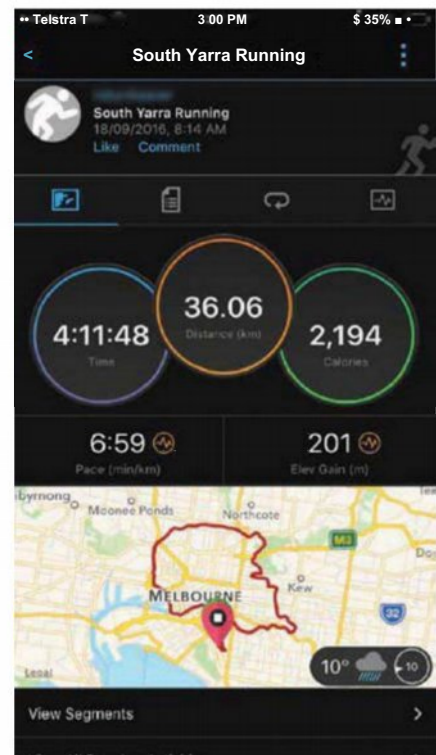 •• Telstra T 3:00 PM $ 35% ■ •
< South Yarra Running
South Yarra Running
18/09/2016, 8:14 AM
Like Comment
4:11:48
Time
36.06
Distance (km)
2,194
Calories
6:59
Pace (min/km)
201
Elev Gain (m)
ibyrnong
Moonee Ponds
Northcote
M3
MELBOURNE
Kew
32
10°
10
View Segments >